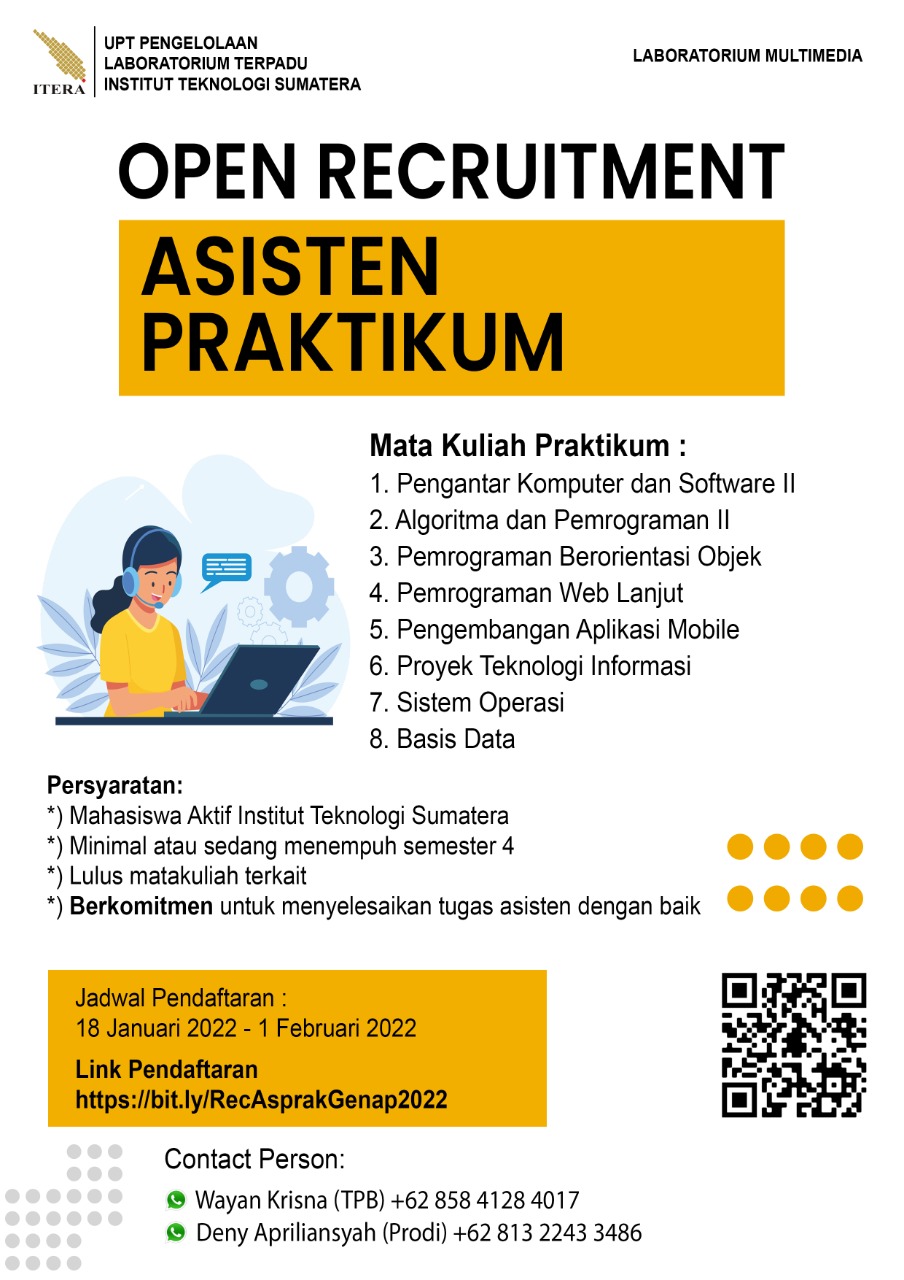 ITERA
UPT PENGELOLAAN
LABORATORIUM TERPADU
INSTITUT TEKNOLOGI SUMATERA
LABORATORIUM MULTIMEDIA
OPEN RECRUITMENT
ASISTEN
PRAKTIKUM
Mata Kuliah Praktikum :
1. Pengantar Komputer dan Software II
2. Algoritma dan Pemrograman II
3. Pemrograman Berorientasi Objek
4. Pemrograman Web Lanjut
5. Pengembangan Aplikasi Mobile
6. Proyek Teknologi Informasi
7. Sistem Operasi
8. Basis Data
Persyaratan:
*) Mahasiswa Aktif Institut Teknologi Sumatera
*) Minimal atau sedang menempuh semester 4
*) Lulus matakuliah terkait
*) Berkomitmen untuk menyelesaikan tugas asisten dengan baik
Jadwal Pendaftaran :
18 Januari 2022 - 1 Februari 2022
Link Pendaftaran
https://bit.ly/RecAsprakGenap2022
Contact Person:
Wayan Krisna (TPB) +62 858 4128 4017
Deny Apriliansyah (Prodi) +62 813 2243 3486